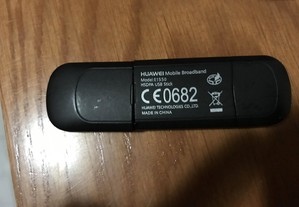 HUAWEI Mobile Broadband
Model:E1550
HSDPA USB Stick
CE0682
HUAWEI TECHNOLOGIES CO.,LTD.
MADE IN CHINA